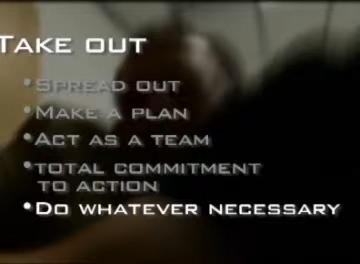 TAKE OUT
•SPREAD OUT
•MAKE A PLAN
•ACT AS A TEAM
•TOTAL COMMITMENT
TO ACTION
•DO WHATEVER NECESSARY